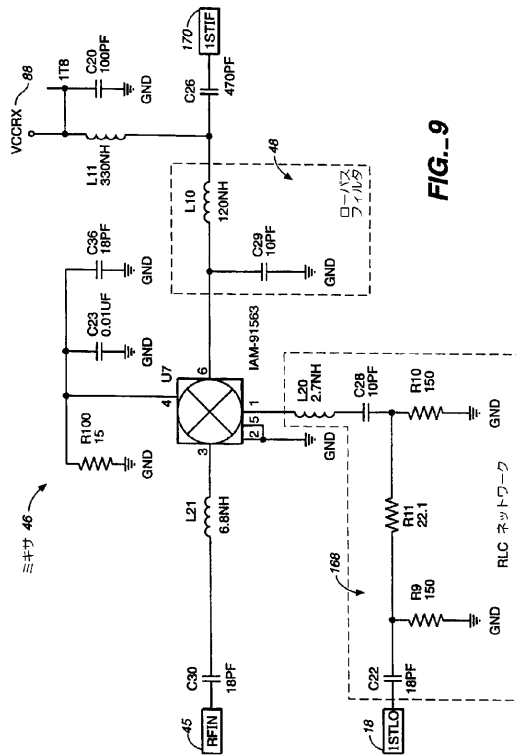 ミキサ 46
R100
15
GND
C23
0.01UF
GND
C36
18PF
GND
VCCRX
88
1TB
C20
100PF
GND
L11
330NH
170
1STIF
C26
470PF
L10
120NH
48
C29
10PF
GND
ローパス
フィルタ
U7
4
3
6
2
5
1
IAM-91563
GND
L21
6.8NH
C30
18PF
45
RFIN
L20
2.7NH
C28
10PF
R10
150
GND
R11
22.1
168
R9
150
GND
C22
18PF
18
1STLO
RLC ネットワーク
FIG._9